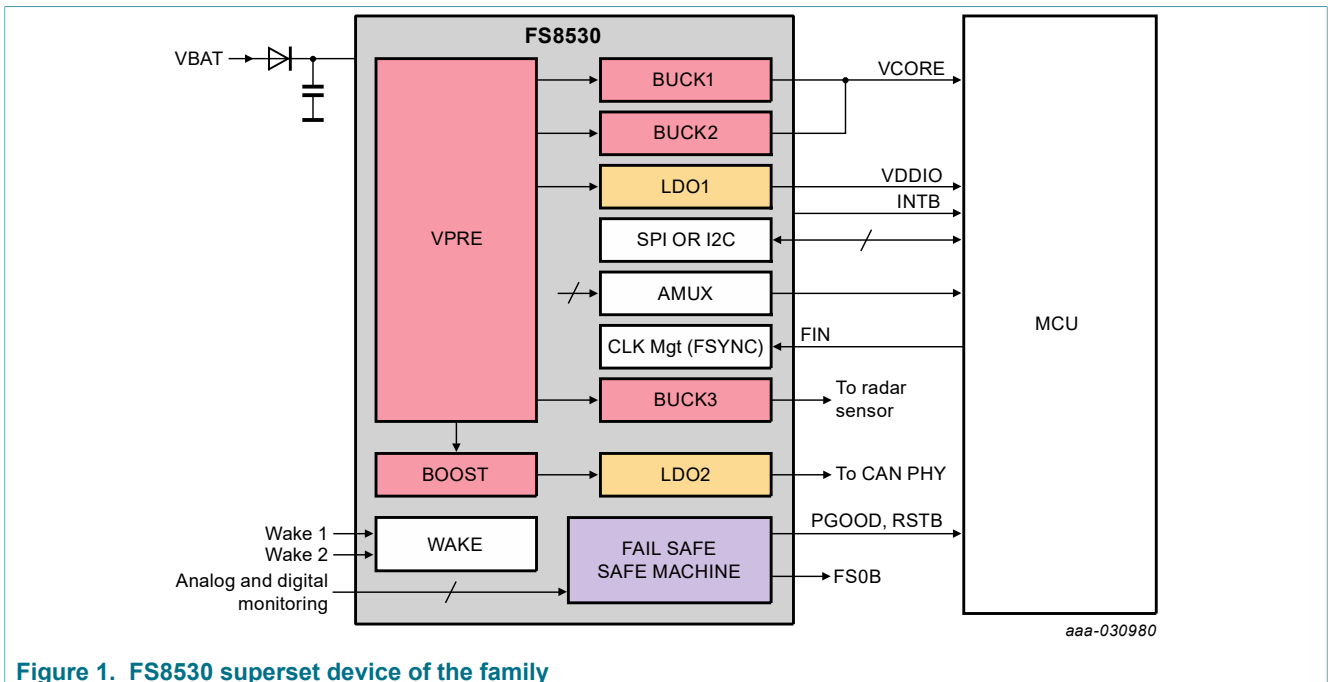 FS8530
VBAT
VPRE
BUCK1
VCORE
BUCK2
LDO1
VDDIO
INTB
SPI OR I2C
AMUX
MCU
CLK Mgt (FSYNC)
FIN
BUCK3
To radar
sensor
BOOST
LDO2
To CAN PHY
Wake 1
Wake 2
WAKE
FAIL SAFE
SAFE MACHINE
PGOOD, RSTB
FS0B
Analog and digital
monitoring
aaa-030980
Figure 1. FS8530 superset device of the family